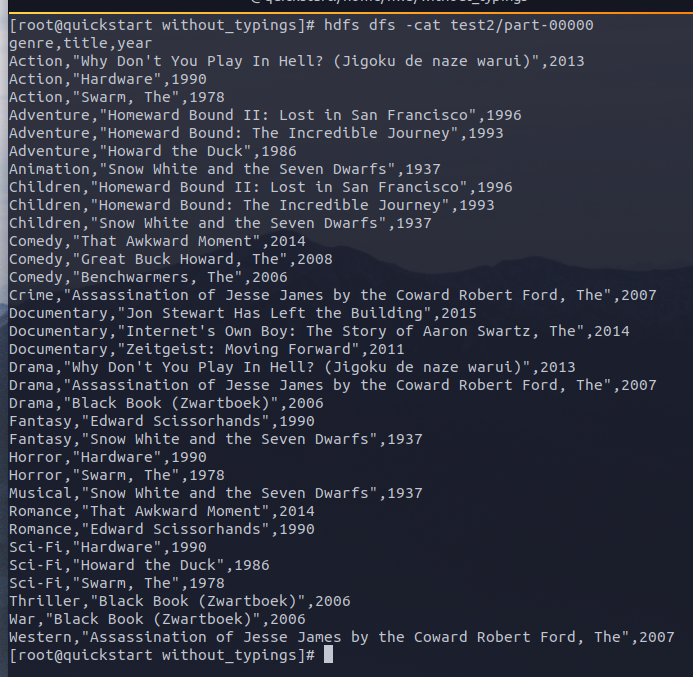 [root@quickstart without_typings]# hdfs dfs -cat test2/part-00000
genre,title,year
Action,"Why Don't You Play In Hell? (Jigoku de naze warui)",2013
Action,"Hardware",1990
Action,"Swarm, The",1978
Adventure,"Homeward Bound II: Lost in San Francisco",1996
Adventure,"Homeward Bound: The Incredible Journey",1993
Adventure,"Howard the Duck",1986
Animation,"Snow White and the Seven Dwarfs",1937
Children,"Homeward Bound II: Lost in San Francisco",1996
Children,"Homeward Bound: The Incredible Journey",1993
Children,"Snow White and the Seven Dwarfs",1937
Comedy,"That Awkward Moment",2014
Comedy,"Great Buck Howard, The",2008
Comedy,"Benchwarmers, The",2006
Crime,"Assassination of Jesse James by the Coward Robert Ford, The",2007
Documentary,"Jon Stewart Has Left the Building",2015
Documentary,"Internet's Own Boy: The Story of Aaron Swartz, The",2014
Documentary,"Zeitgeist: Moving Forward",2011
Drama,"Why Don't You Play In Hell? (Jigoku de naze warui)",2013
Drama,"Assassination of Jesse James by the Coward Robert Ford, The",2007
Drama,"Black Book (Zwartboek)",2006
Fantasy,"Edward Scissorhands",1990
Fantasy,"Snow White and the Seven Dwarfs",1937
Horror,"Hardware",1990
Horror,"Swarm, The",1978
Musical,"Snow White and the Seven Dwarfs",1937
Romance,"That Awkward Moment",2014
Romance,"Edward Scissorhands",1990
Sci-Fi,"Hardware",1990
Sci-Fi,"Howard the Duck",1986
Sci-Fi,"Swarm, The",1978
Thriller,"Black Book (Zwartboek)",2006
War,"Black Book (Zwartboek)",2006
Western,"Assassination of Jesse James by the Coward Robert Ford, The",2007
[root@quickstart without_typings]#